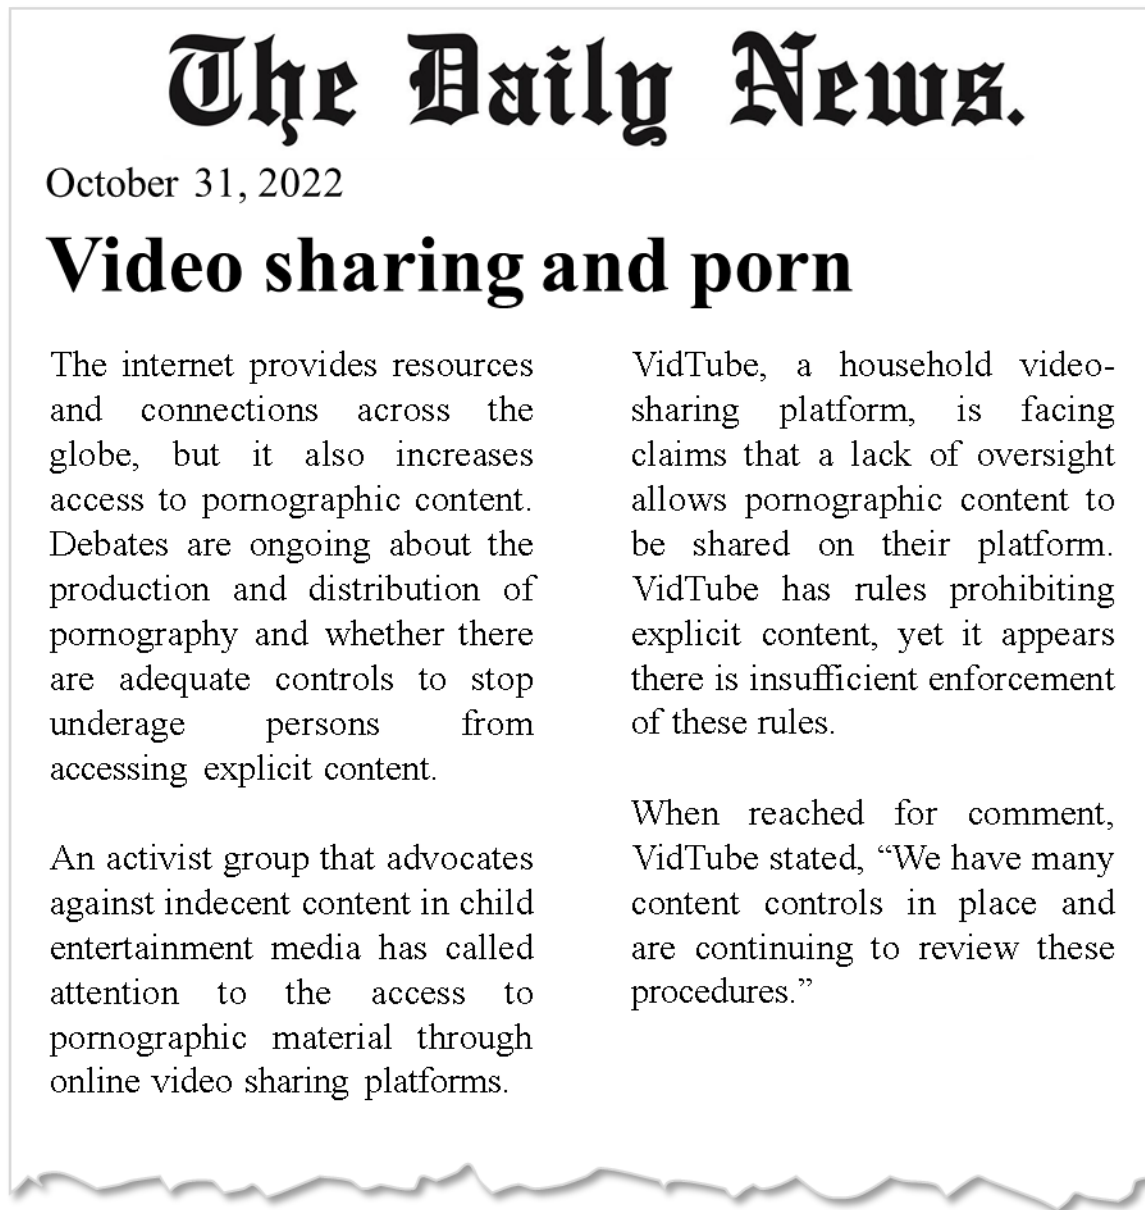 The Daily News.
October 31, 2022
Video sharing and porn
The internet provides resources
and connections across the
globe, but it also increases
access to pornographic content.
Debates are ongoing about the
production and distribution of
pornography and whether there
are adequate controls to stop
underage persons from
accessing explicit content.
An activist group that advocates
against indecent content in child
entertainment media has called
attention to the access to
pornographic material through
online video sharing platforms.
VidTube, a household video-
sharing platform, is facing
claims that a lack of oversight
allows pornographic content to
be shared on their platform.
VidTube has rules prohibiting
explicit content, yet it appears
there is insufficient enforcement
of these rules.
When reached for comment,
VidTube stated, “We have many
content controls in place and
are continuing to review these
procedures.”